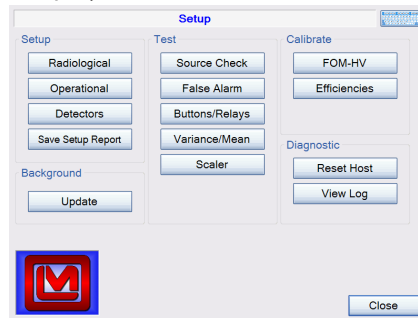 Setup
Setup
Radiological
Operational
Detectors
Save Setup Report
Background
Update
Test
Source Check
False Alarm
Buttons/Relays
Variance/Mean
Scaler
Calibrate
FOM-HV
Efficiencies
Diagnostic
Reset Host
View Log
Close